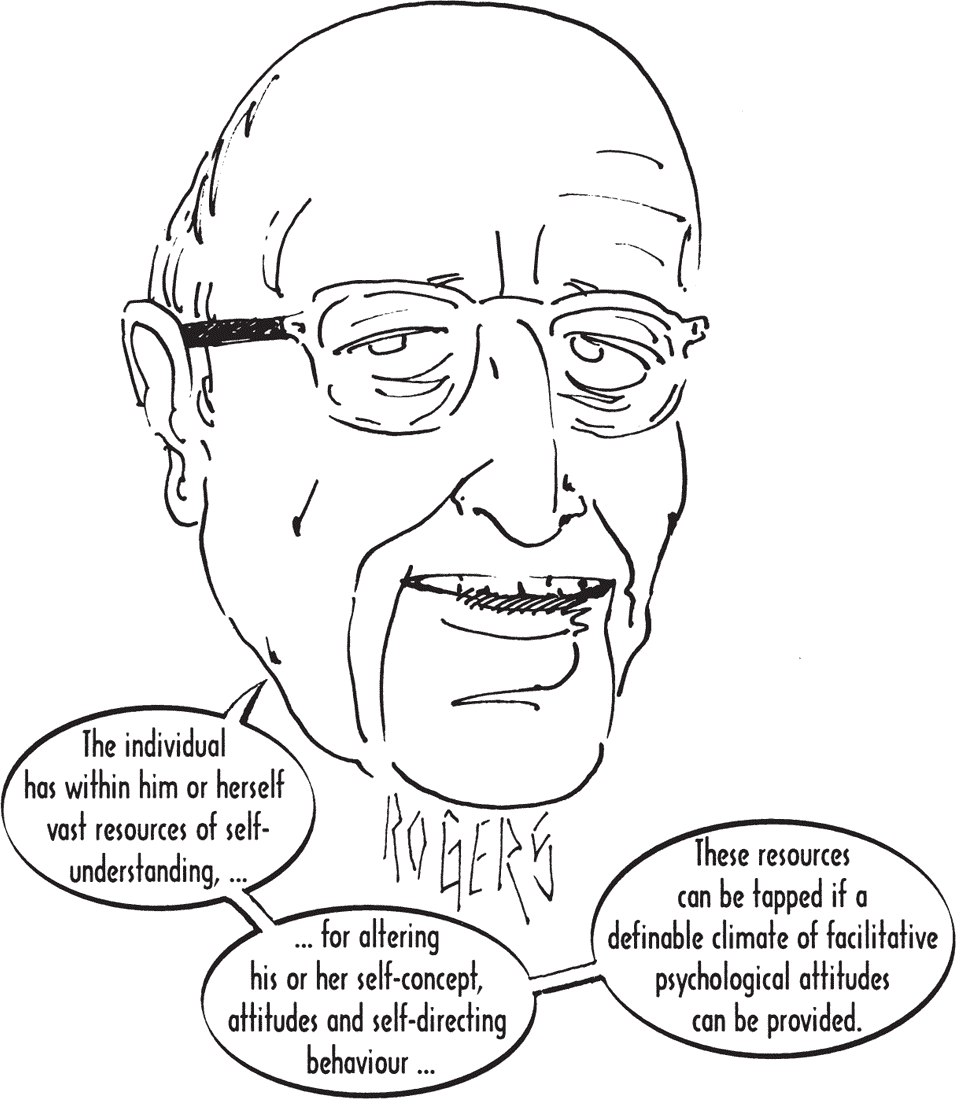 The individual
has within him or herself
vast resources of self-
understanding, ...
ROGERS
... for altering
his or her self-concept,
attitudes and self-directing
behaviour ...
These resources
can be tapped if a
definable climate of facilitative
psychological attitudes
can be provided.